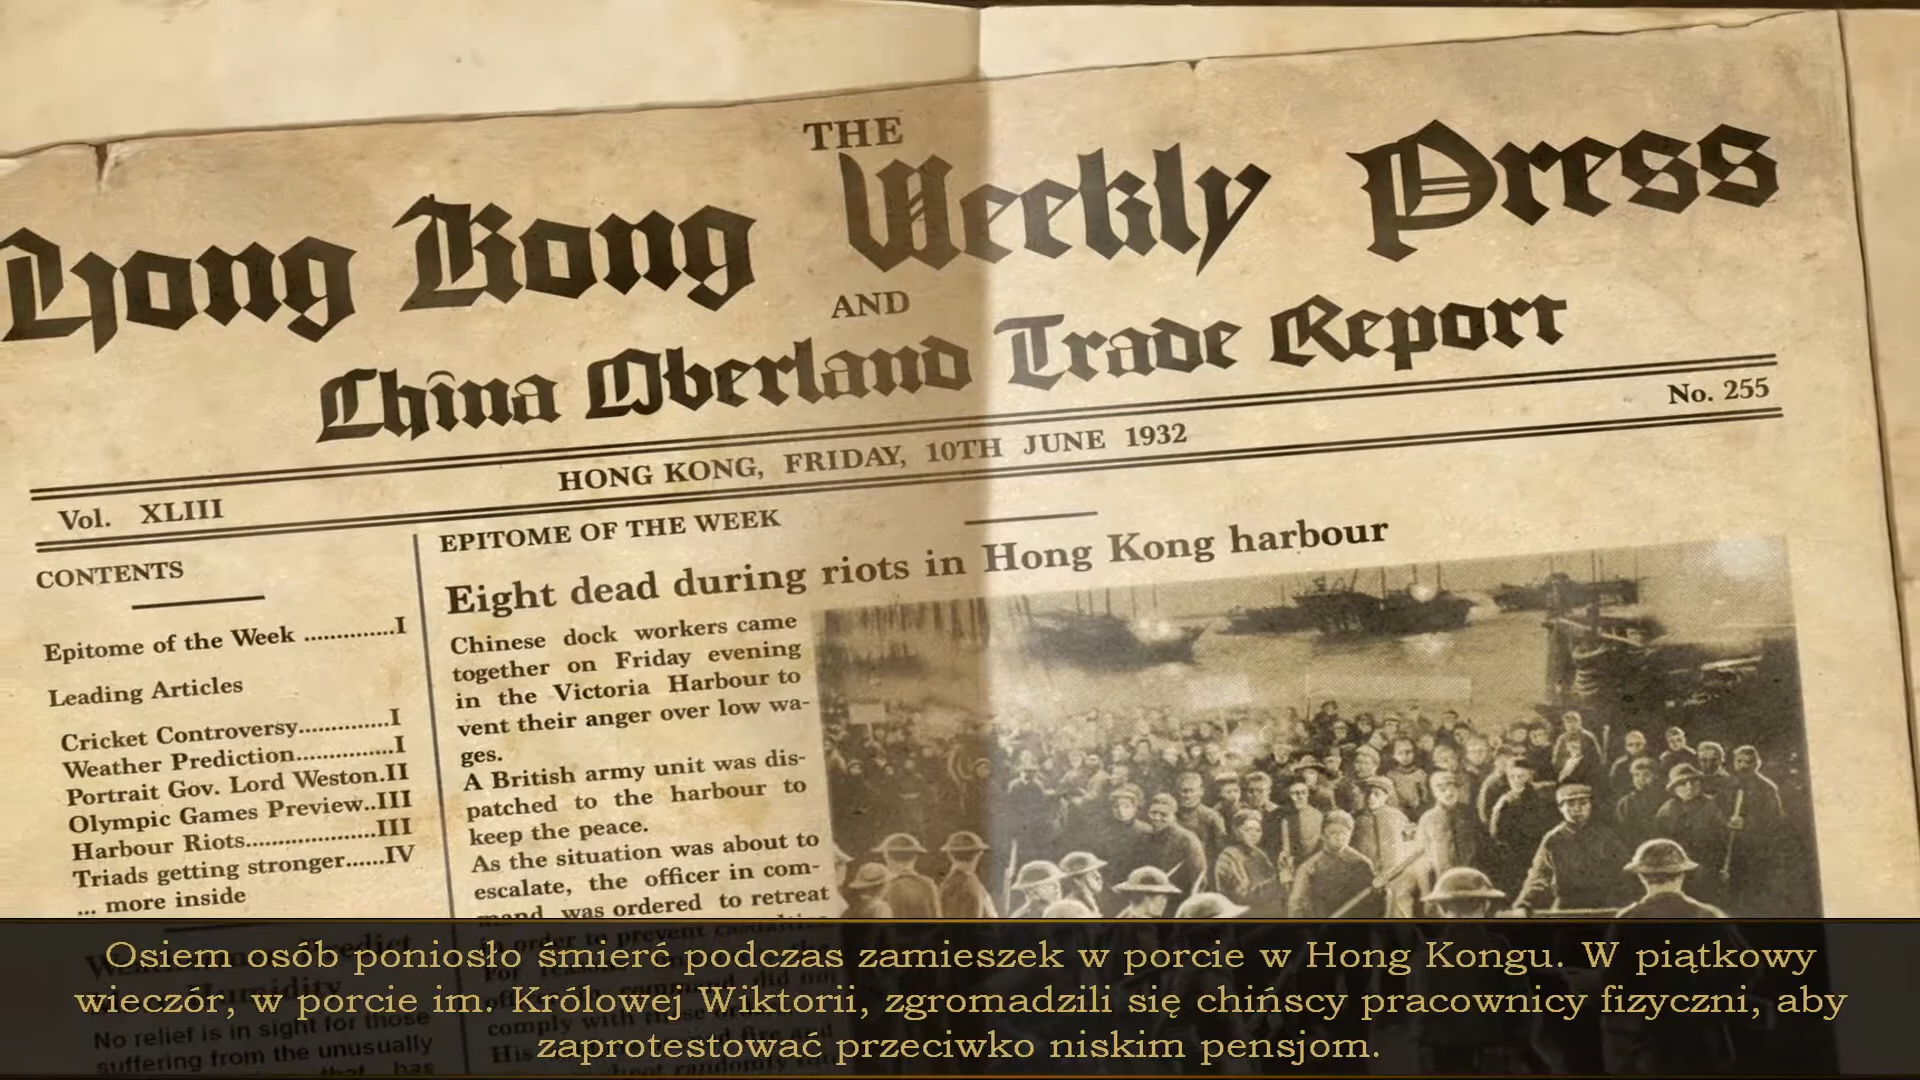 THE
Hong Kong Weekly Press
AND
China Overland Trade Report
No. 255
HONG KONG, FRIDAY, 10TH JUNE 1932
Vol. XLIII
CONTENTS
Epitome of the Week .............I
Leading Articles
Cricket Controversy.............I
Weather Prediction...............I
Portrait Gov. Lord Weston.II
Olympic Games Preview..III
Harbour Riots...................III
Triads getting stronger......IV
... more inside
No relief is in sight for those
suffering from the unusually
EPITOME OF THE WEEK
Eight dead during riots in Hong Kong harbour
Chinese dock workers came
together on Friday evening
in the Victoria Harbour to
vent their anger over low wa-
ges.
A British army unit was dis-
patched to the harbour to
keep the peace.
As the situation was about to
escalate, the officer in com-
mand was ordered to retreat
in order to prevent casualties
comply with
Osiem osób poniosło śmierć podczas zamieszek w porcie w Hong Kongu. W piątkowy
wieczór, w porcie im. Królowej Wiktorii, zgromadzili się chińscy pracownicy fizyczni, aby
zaprotestować przeciwko niskim pensjom.